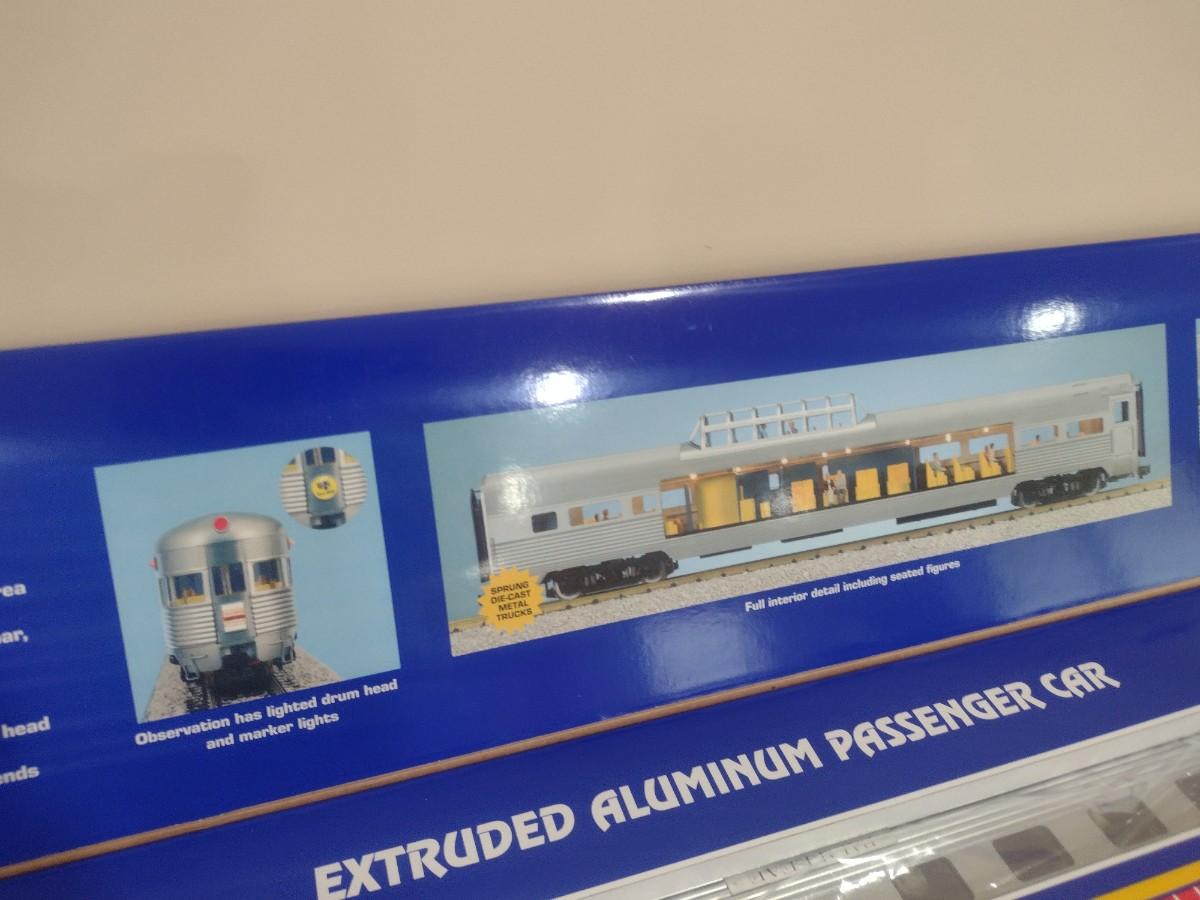 rea
ar,
head
ends
Observation has lighted drum head
and marker lights
SPRUNG
DIE-CAST
METAL
TRUCKS
Full interior detail including seated figures
EXTRUDED ALUMINUM PASSENGER CAR